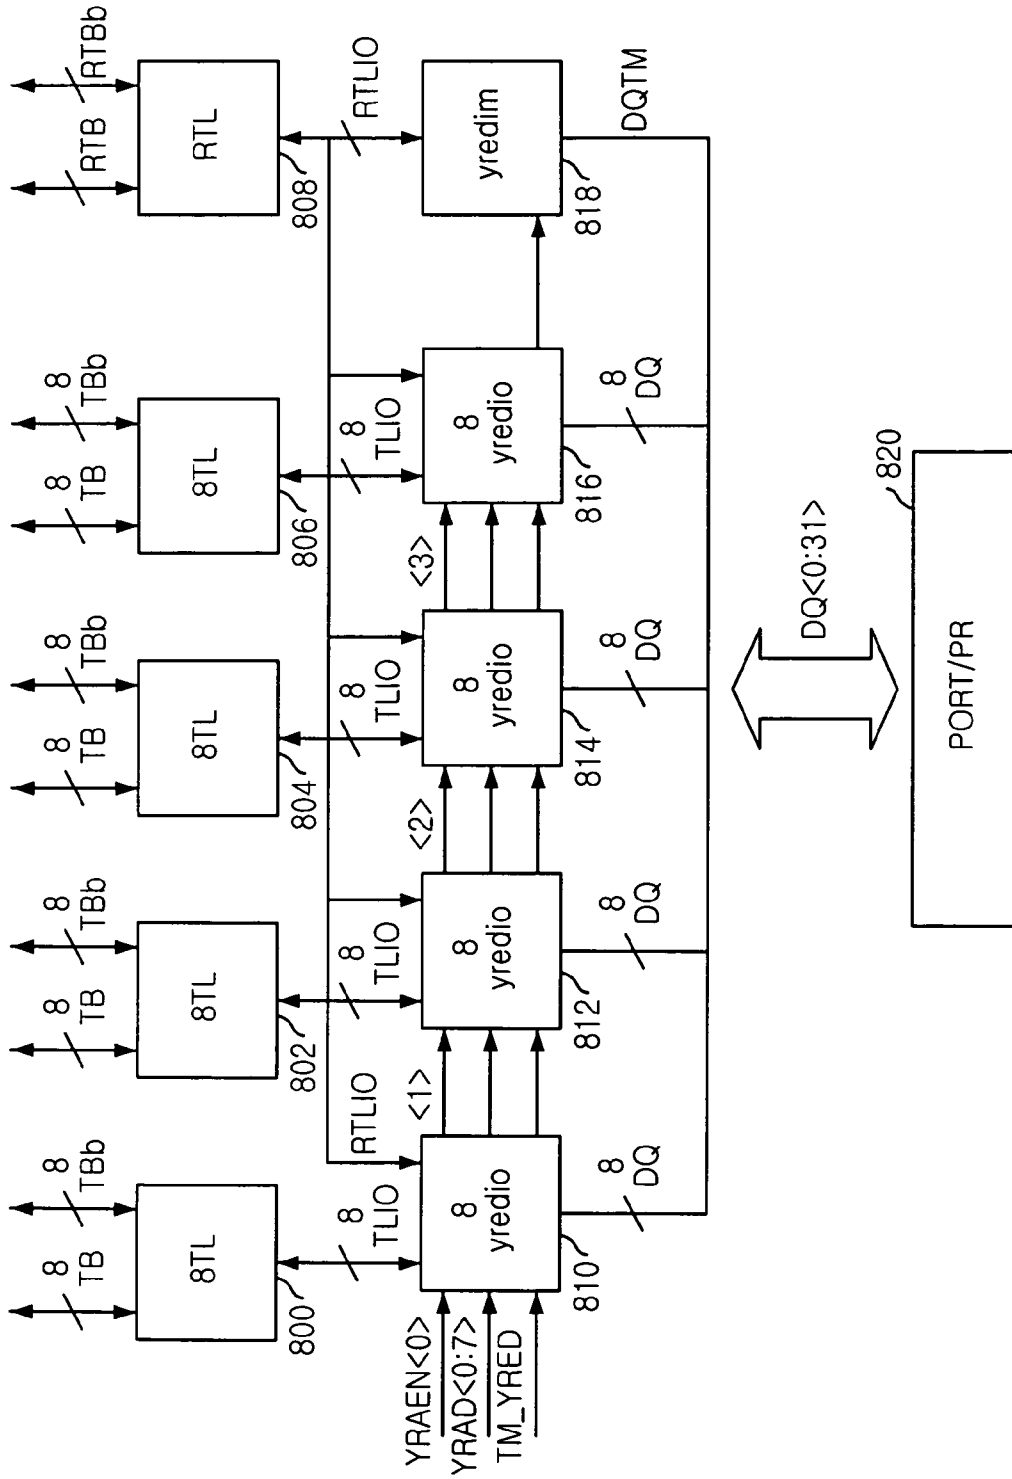 8 TB
8 TBb
8 TB
8 TBb
8 TB
8 TBb
8 TB
8 TBb
RTB
RTBb
8TL
8TL
8TL
8TL
RTL
800
802
804
806
808
RTLIO
8 TLIO
8 TLIO
8 TLIO
8 TLIO
RTLIO
YRAEN<0>
YRAD<0:7>
TM_YRED
<1>
<2>
<3>
8 yredio
8 yredio
8 yredio
8 yredio
yredim
810
812
814
816
818
8 DQ
8 DQ
8 DQ
8 DQ
DQTM
DQ<0:31>
820
PORT/PR